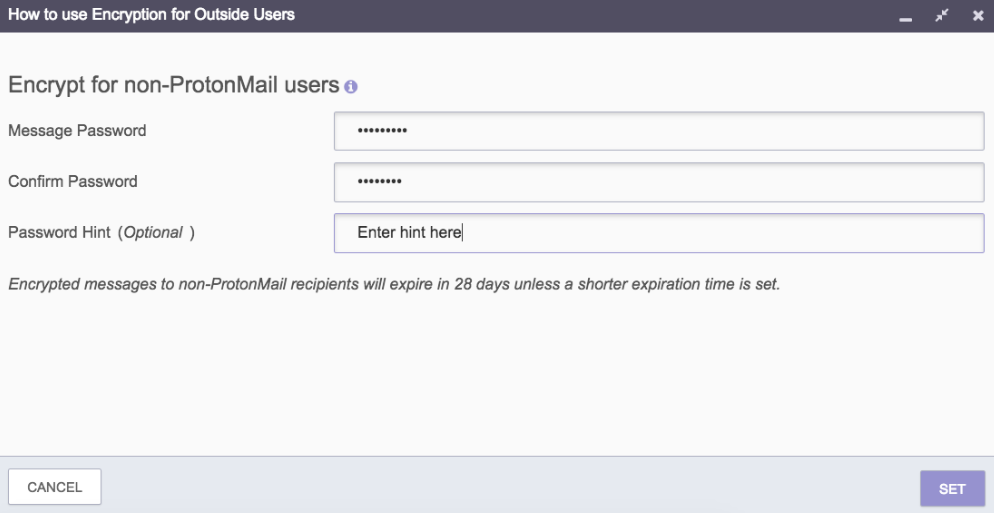 How to use Encryption for Outside Users
Encrypt for non-ProtonMail users
Message Password •••••••••
Confirm Password ••••••••
Password Hint (Optional ) Enter hint here
Encrypted messages to non-ProtonMail recipients will expire in 28 days unless a shorter expiration time is set.
CANCEL SET